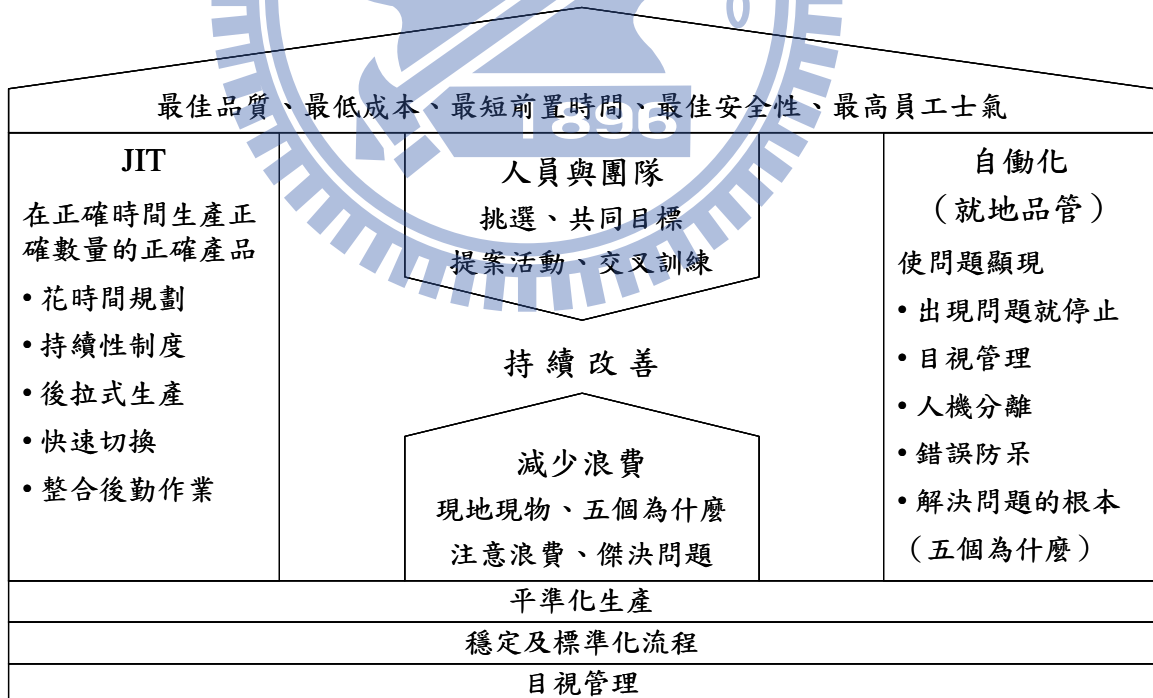 最佳品質、最低成本、最短前置時間、最佳安全性、最高員工士氣
1896
JIT
在正確時間生產正
確數量的正確產品
•花時間規劃
•持續性制度
•後拉式生產
•快速切換
•整合後勤作業
人員與團隊
挑選、共同目標
提案活動、交叉訓練
持續改善
減少浪費
現地現物、五個為什麼
注意浪費、傑決問題
自働化
（就地品管）
使問題顯現
•出現問題就停止
•目視管理
•人機分離
•錯誤防呆
•解決問題的根本
（五個為什麼）
平準化生產
穩定及標準化流程
目視管理